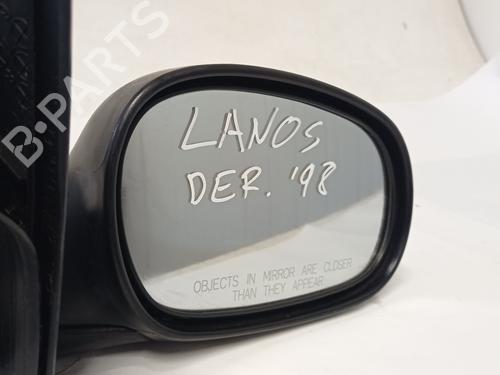 B-PARTS
LANOS
DER. '98
OBJECTS IN MIRROR ARE CLOSER
THAN THEY APPEAR